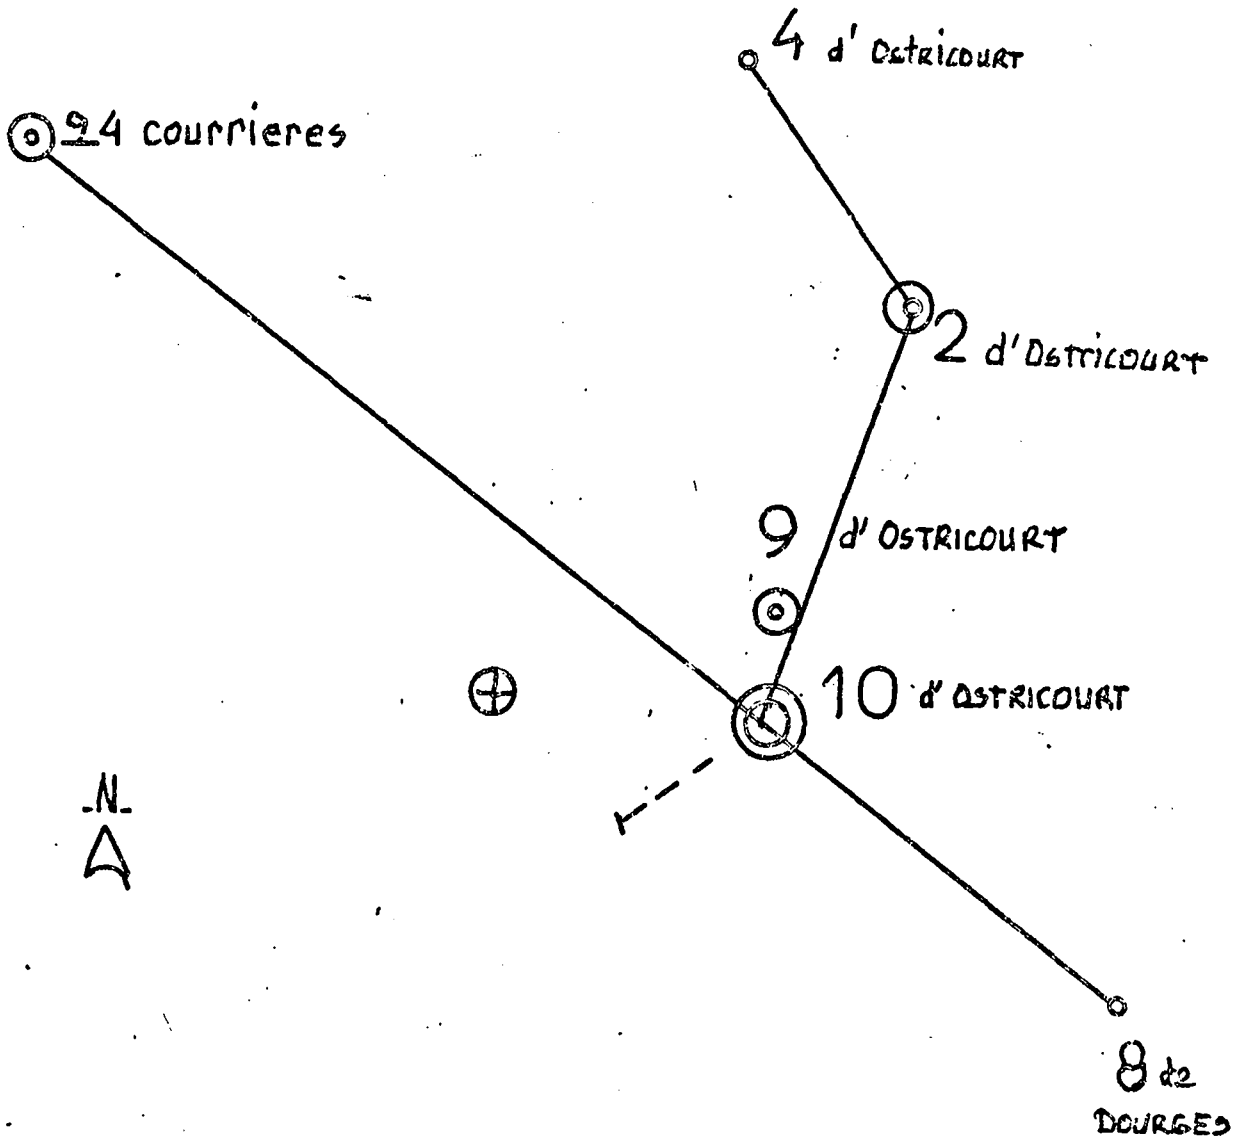 4 d' Ostricourt
24 courrieres
2 d'OSTRICOURT
9 d' OSTRICOURT
10 d' OSTRICOURT
-N-
8 de
DOURGES